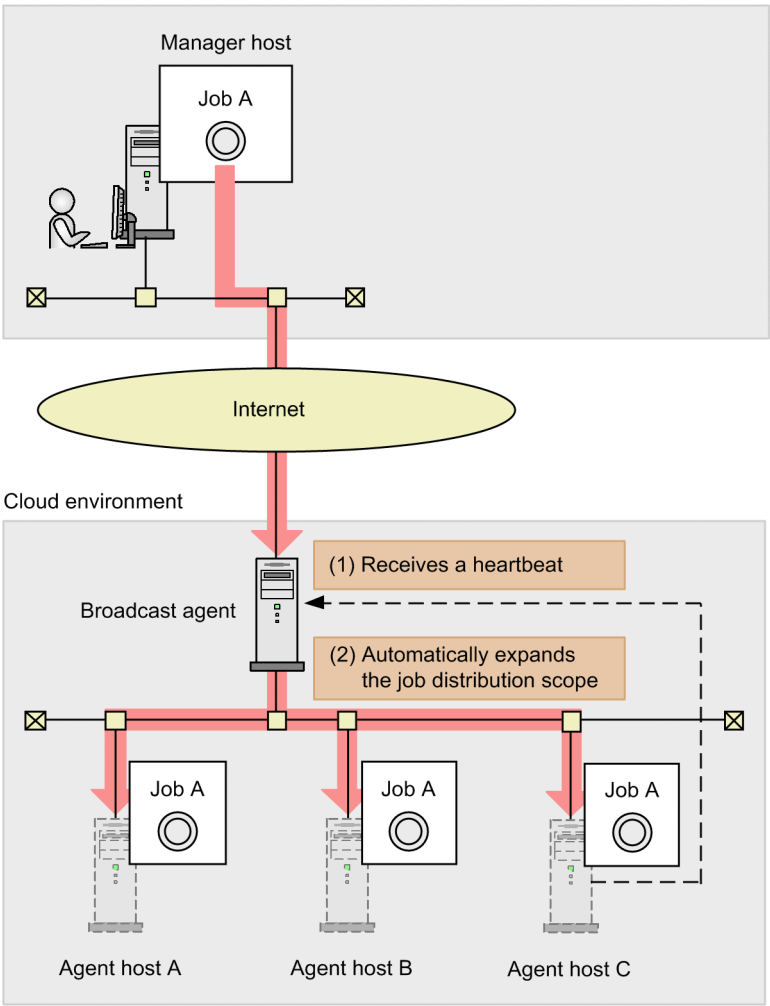 Manager host
Job A
Internet
Cloud environment
(1) Receives a heartbeat
Broadcast agent
(2) Automatically expands
the job distribution scope
Job A
Job A
Job A
Agent host A
Agent host B
Agent host C